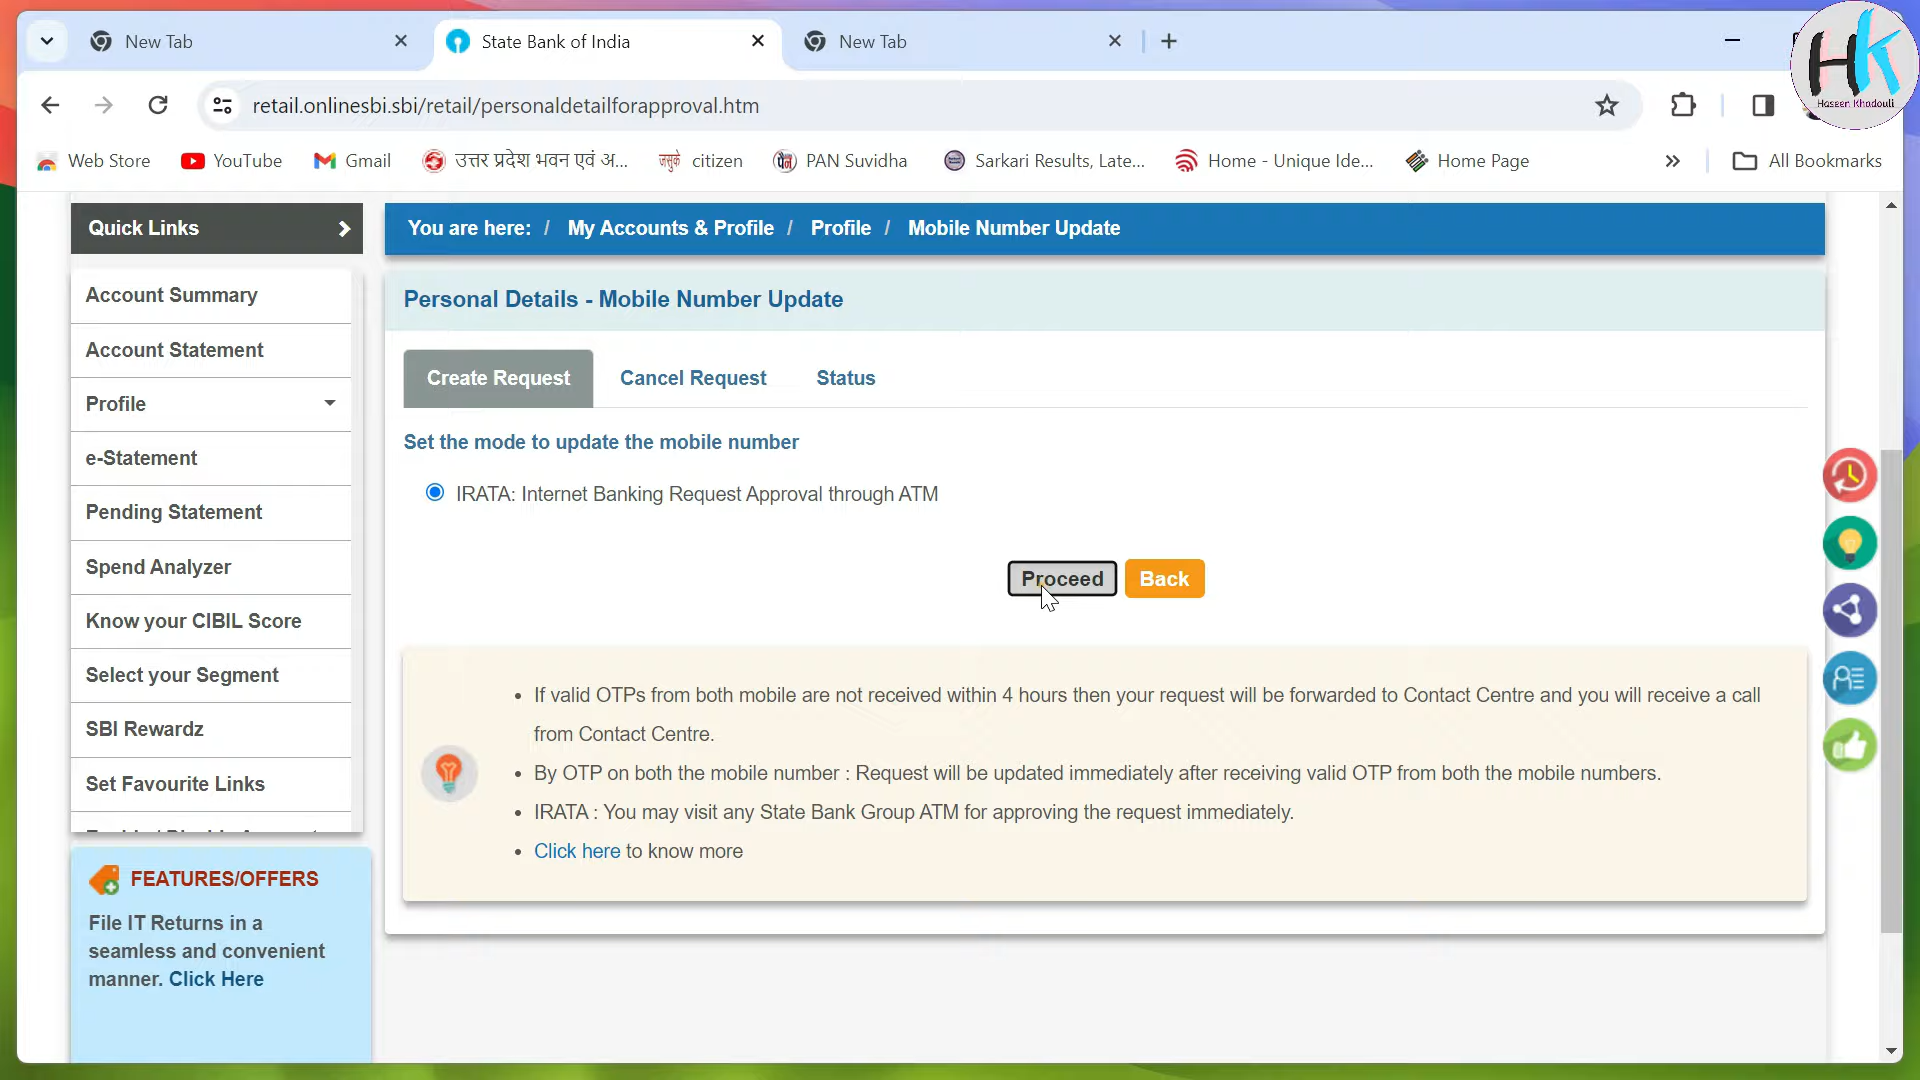 New Tab
State Bank of India
New Tab
HK
Haseen Khadouli
retail.onlinesbi.sbi/retail/personaldetailforapproval.htm
Web Store
YouTube
Gmail
उत्तर प्रदेश भवन एवं अ...
citizen
PAN Suvidha
Sarkari Results, Late...
Home - Unique Ide...
Home Page
All Bookmarks
Quick Links
You are here: / My Accounts & Profile / Profile / Mobile Number Update
Account Summary
Account Statement
Profile
e-Statement
Pending Statement
Spend Analyzer
Know your CIBIL Score
Select your Segment
SBI Rewardz
Set Favourite Links
Personal Details - Mobile Number Update
Create Request
Cancel Request
Status
Set the mode to update the mobile number
IRATA: Internet Banking Request Approval through ATM
Proceed
Back
• If valid OTPs from both mobile are not received within 4 hours then your request will be forwarded to Contact Centre and you will receive a call
from Contact Centre.
• By OTP on both the mobile number : Request will be updated immediately after receiving valid OTP from both the mobile numbers.
• IRATA : You may visit any State Bank Group ATM for approving the request immediately.
• Click here to know more
FEATURES/OFFERS
File IT Returns in a
seamless and convenient
manner. Click Here